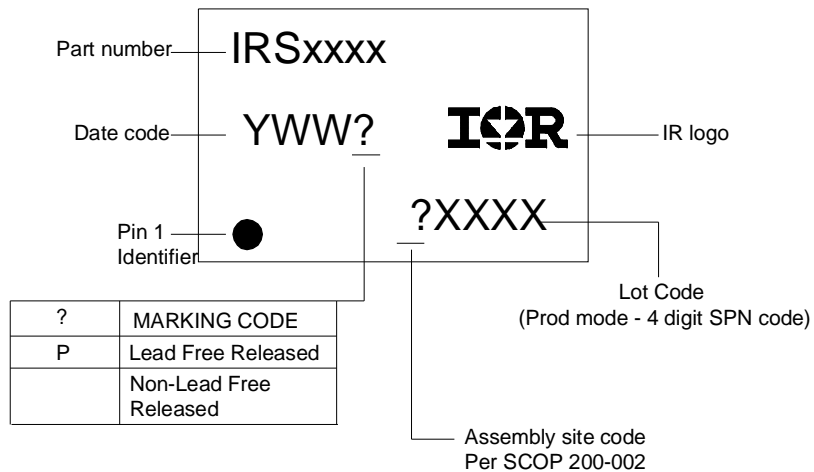 Part number
IRSxxxx
Date code
YWW?
IOR
IR logo
?XXXX
Pin 1
Identifier
Lot Code
(Prod mode - 4 digit SPN code)
? MARKING CODE
P Lead Free Released
Non-Lead Free
Released
Assembly site code
Per SCOP 200-002